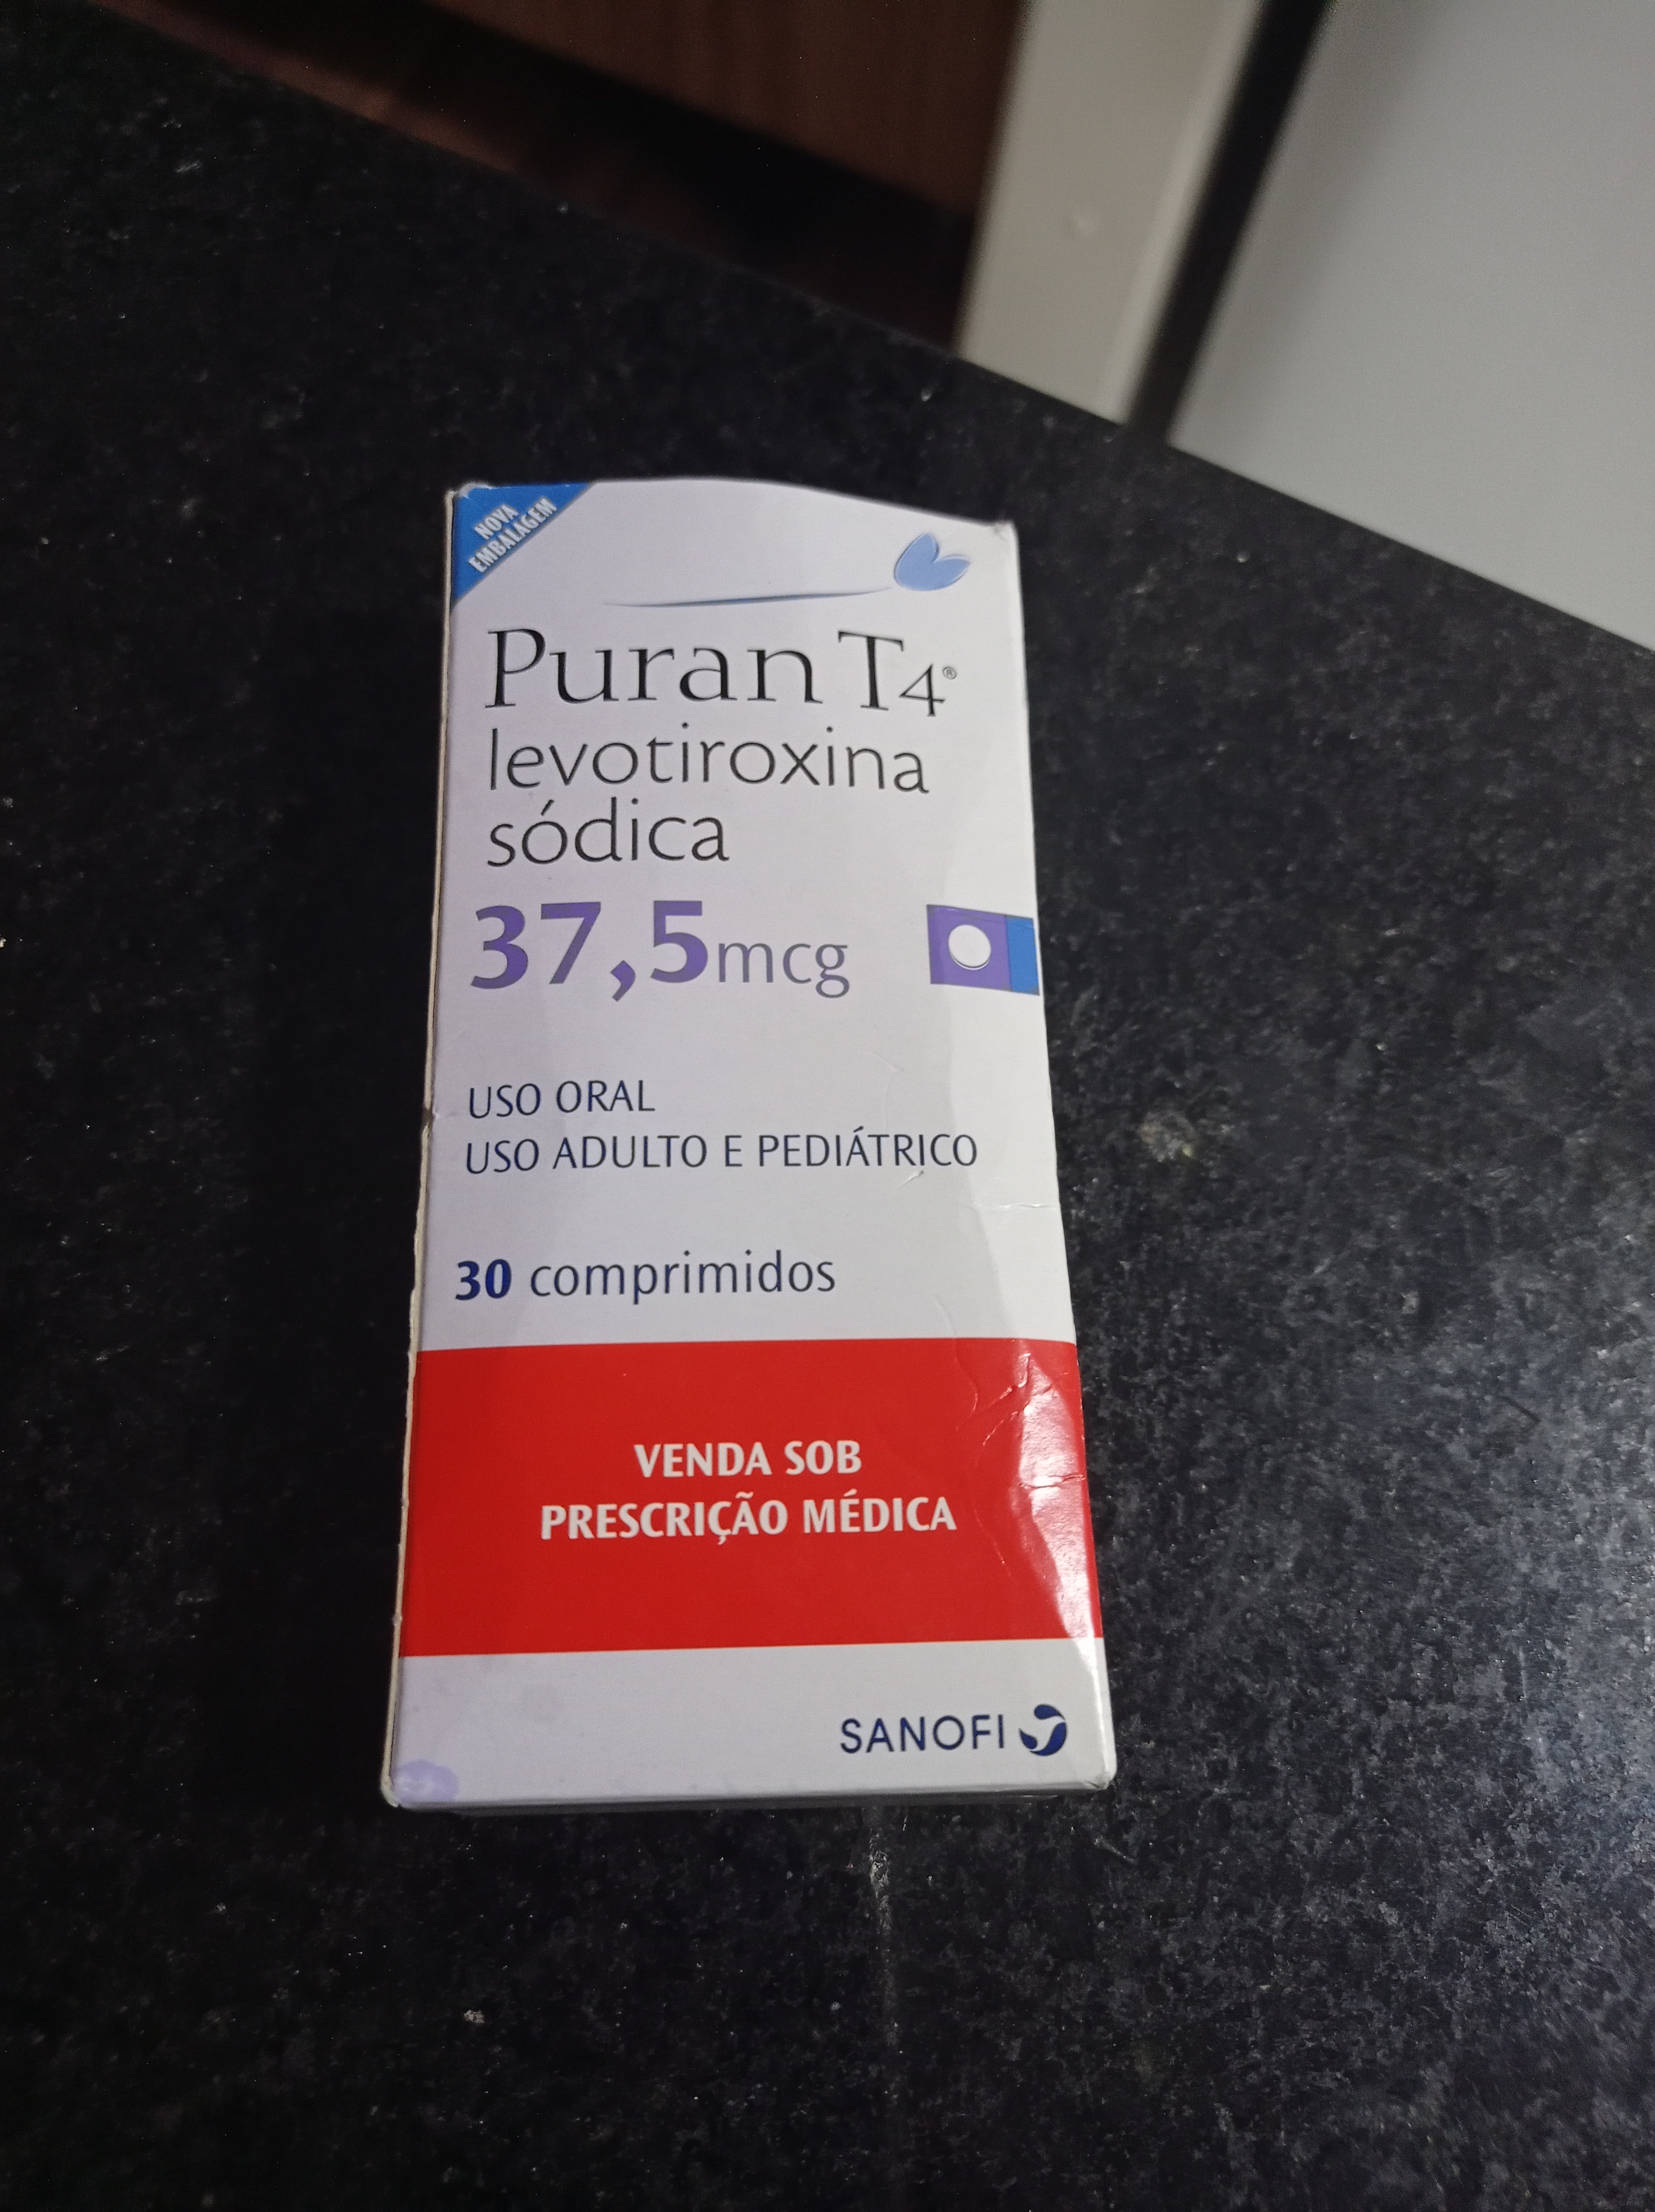 NOVA
EMBALAGEM
Puran T4®
levotiroxina
sódica
37,5mcg
USO ORAL
USO ADULTO E PEDIÁTRICO
30 comprimidos
VENDA SOB
PRESCRIÇÃO MÉDICA
SANOFI